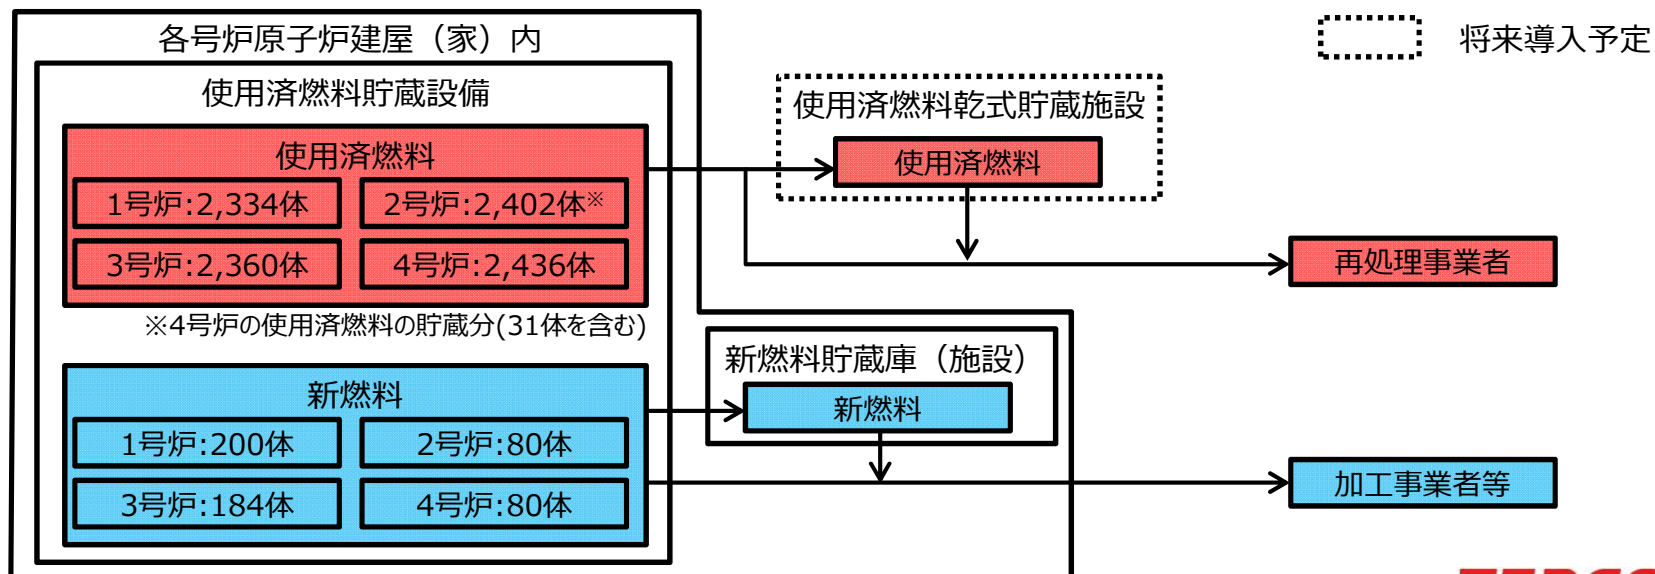 各号炉原子炉建屋（家）内
将来導入予定
使用済燃料貯蔵設備
使用済燃料乾式貯蔵施設
使用済燃料
使用済燃料
1号炉:2,334体
2号炉:2,402体※
3号炉:2,360体
4号炉:2,436体
再処理事業者
※4号炉の使用済燃料の貯蔵分(31体を含む)
新燃料貯蔵庫（施設）
新燃料
新燃料
1号炉:200体
2号炉:80体
3号炉:184体
4号炉:80体
加工事業者等